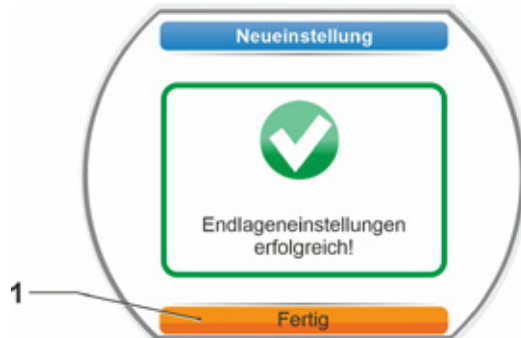 Neueinstellung
Endlageneinstellungen
erfolgreich!
1
Fertig